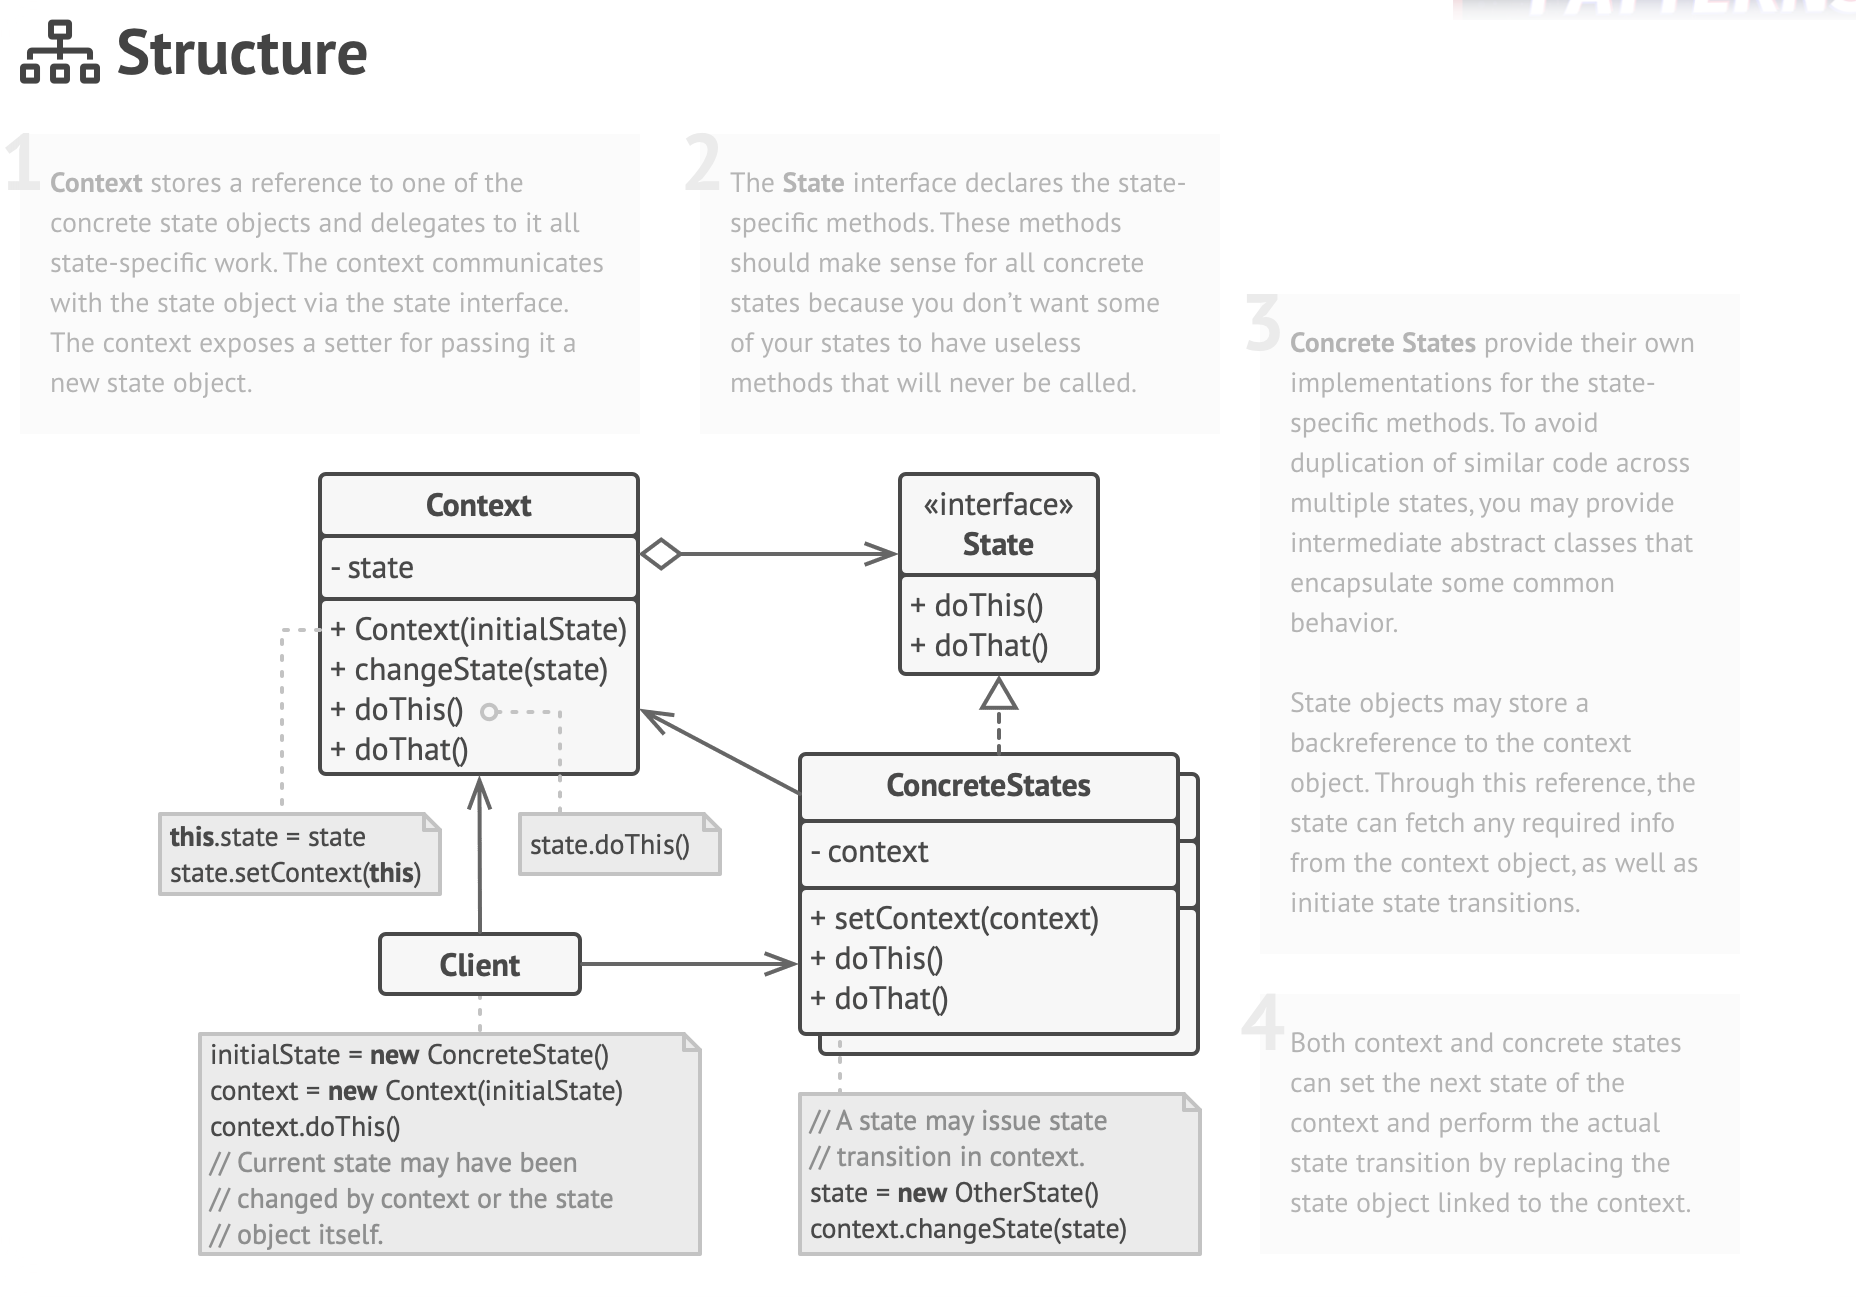 PATTERNS
Structure
1
Context stores a reference to one of the
concrete state objects and delegates to it all
state-specific work. The context communicates
with the state object via the state interface.
The context exposes a setter for passing it a
new state object.
2
The State interface declares the state-
specific methods. These methods
should make sense for all concrete
states because you don’t want some
of your states to have useless
methods that will never be called.
3
Concrete States provide their own
implementations for the state-
specific methods. To avoid
duplication of similar code across
multiple states, you may provide
intermediate abstract classes that
encapsulate some common
behavior.
State objects may store a
backreference to the context
object. Through this reference, the
state can fetch any required info
from the context object, as well as
initiate state transitions.
Context
- state
+ Context(initialState)
+ changeState(state)
+ doThis()
+ doThat()
«interface»
State
+ doThis()
+ doThat()
this.state = state
state.setContext(this)
state.doThis()
ConcreteStates
- context
+ setContext(context)
+ doThis()
+ doThat()
Client
initialState = new ConcreteState()
context = new Context(initialState)
context.doThis()
// Current state may have been
// changed by context or the state
// object itself.
// A state may issue state
// transition in context.
state = new OtherState()
context.changeState(state)
4
Both context and concrete states
can set the next state of the
context and perform the actual
state transition by replacing the
state object linked to the context.